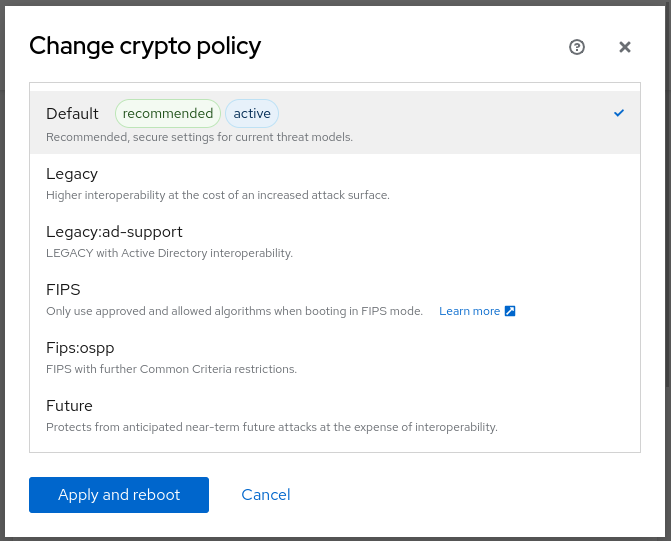 Change crypto policy
Default recommended active
Recommended, secure settings for current threat models.
Legacy
Higher interoperability at the cost of an increased attack surface.
Legacy:ad-support
LEGACY with Active Directory interoperability.
FIPS
Only use approved and allowed algorithms when booting in FIPS mode. Learn more
Fips:ospp
FIPS with further Common Criteria restrictions.
Future
Protects from anticipated near-term future attacks at the expense of interoperability.
Apply and reboot Cancel